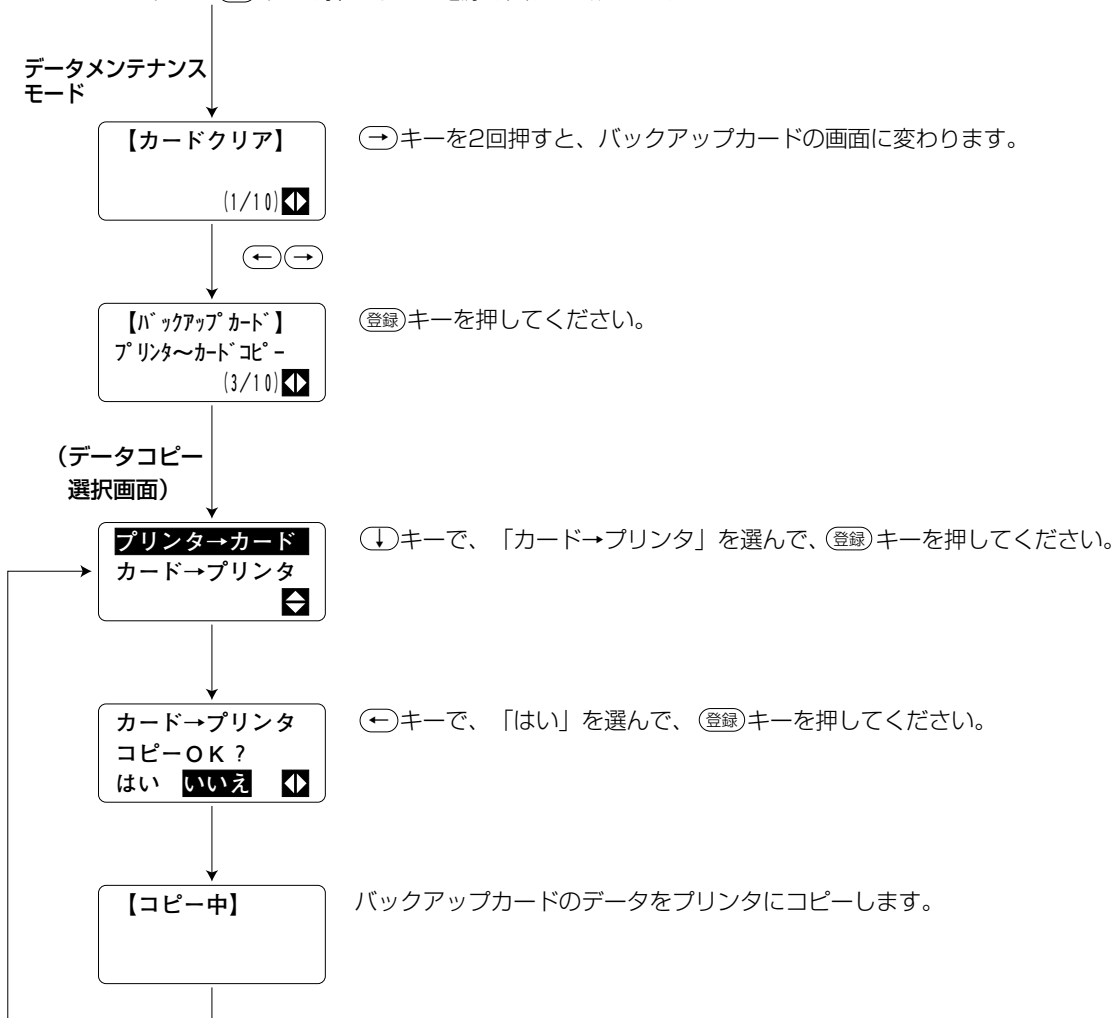 データメンテナンス
モード
【カードクリア】
(1/10)
→キーを2回押すと、バックアップカードの画面に変わります。
←→
【ﾊﾞｯｸｱｯﾌﾟｶｰﾄﾞ】
ﾌﾟﾘﾝﾀ～ｶｰﾄﾞｺﾋﾟｰ
(3/10)
登録キーを押してください。
（データコピー
選択画面）
プリンタ→カード
カード→プリンタ
↓キーで、「カード→プリンタ」を選んで、登録キーを押してください。
カード→プリンタ
コピーＯＫ？
はい いいえ
←キーで、「はい」を選んで、登録キーを押してください。
【コピー中】
バックアップカードのデータをプリンタにコピーします。